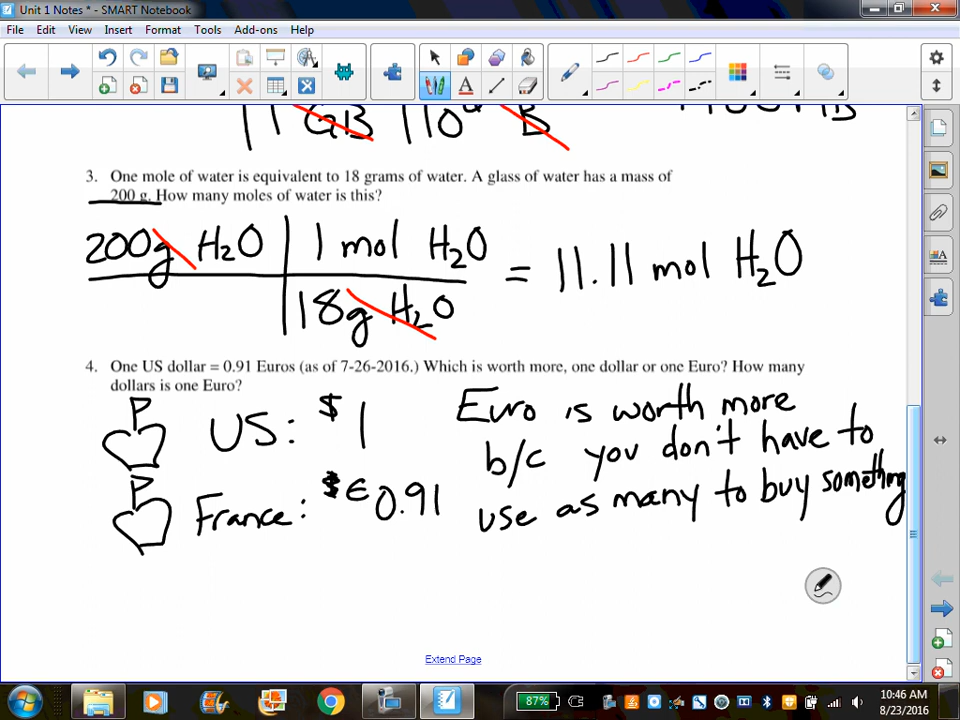 Unit 1 Notes * - SMART Notebook
File Edit View Insert Format Tools Add-ons Help
11 GB 110 B
3. One mole of water is equivalent to 18 grams of water. A glass of water has a mass of
200 g. How many moles of water is this?
200g H₂O | 1 mol H₂O
= 11.11 mol H₂O
18g H₂O
4. One US dollar = 0.91 Euros (as of 7-26-2016.) Which is worth more, one dollar or one Euro? How many
dollars is one Euro?
US: $1
France: $ € 0.91
Euro is worth more
b/c you don't have to
use as many to buy something
Extend Page
87%
10:46 AM
8/23/2016